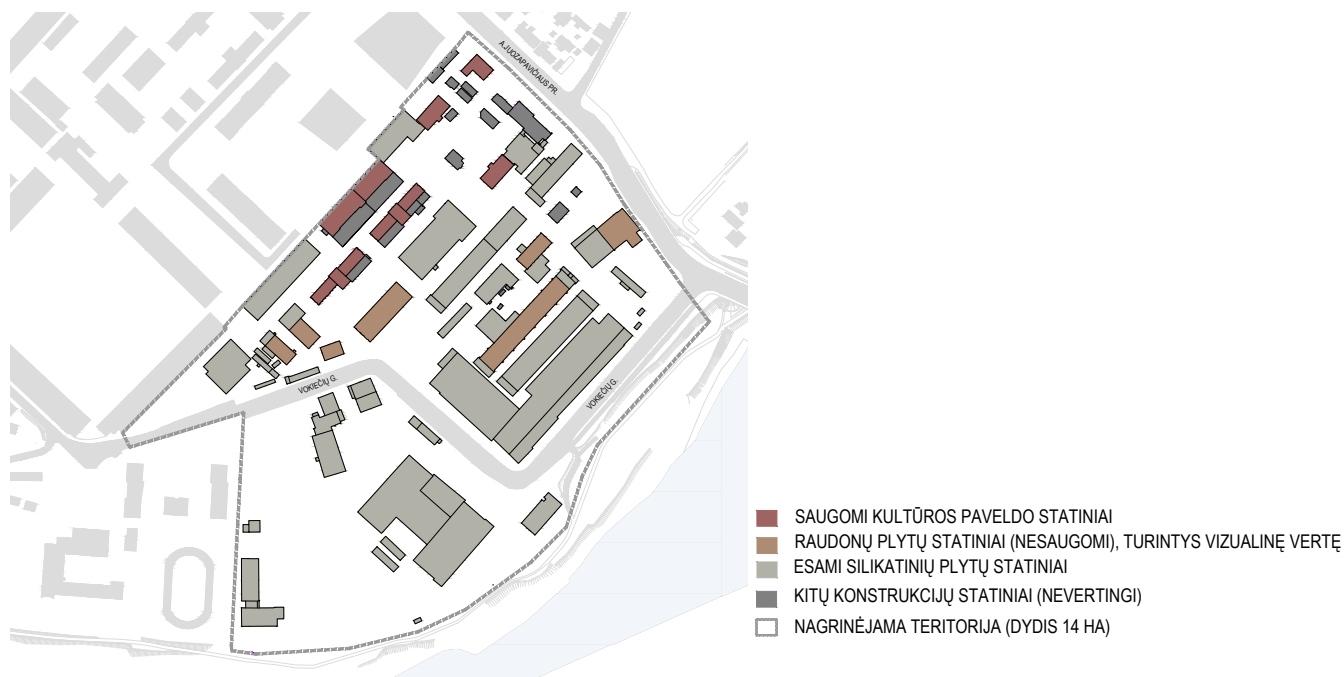 A.JUOZAPAVIČIAUS PR.
VOKIEČIŲ G.
VOKIEČIŲ G.
SAUGOMI KULTŪROS PAVELDO STATINIAI
RAUDONŲ PLYTŲ STATINIAI (NESAUGOMI), TURINTYS VIZUALINĘ VERTĘ
ESAMI SILIKATINIŲ PLYTŲ STATINIAI
KITŲ KONSTRUKCIJŲ STATINIAI (NEVERTINGI)
NAGRINĖJAMA TERITORIJA (DYDIS 14 HA)